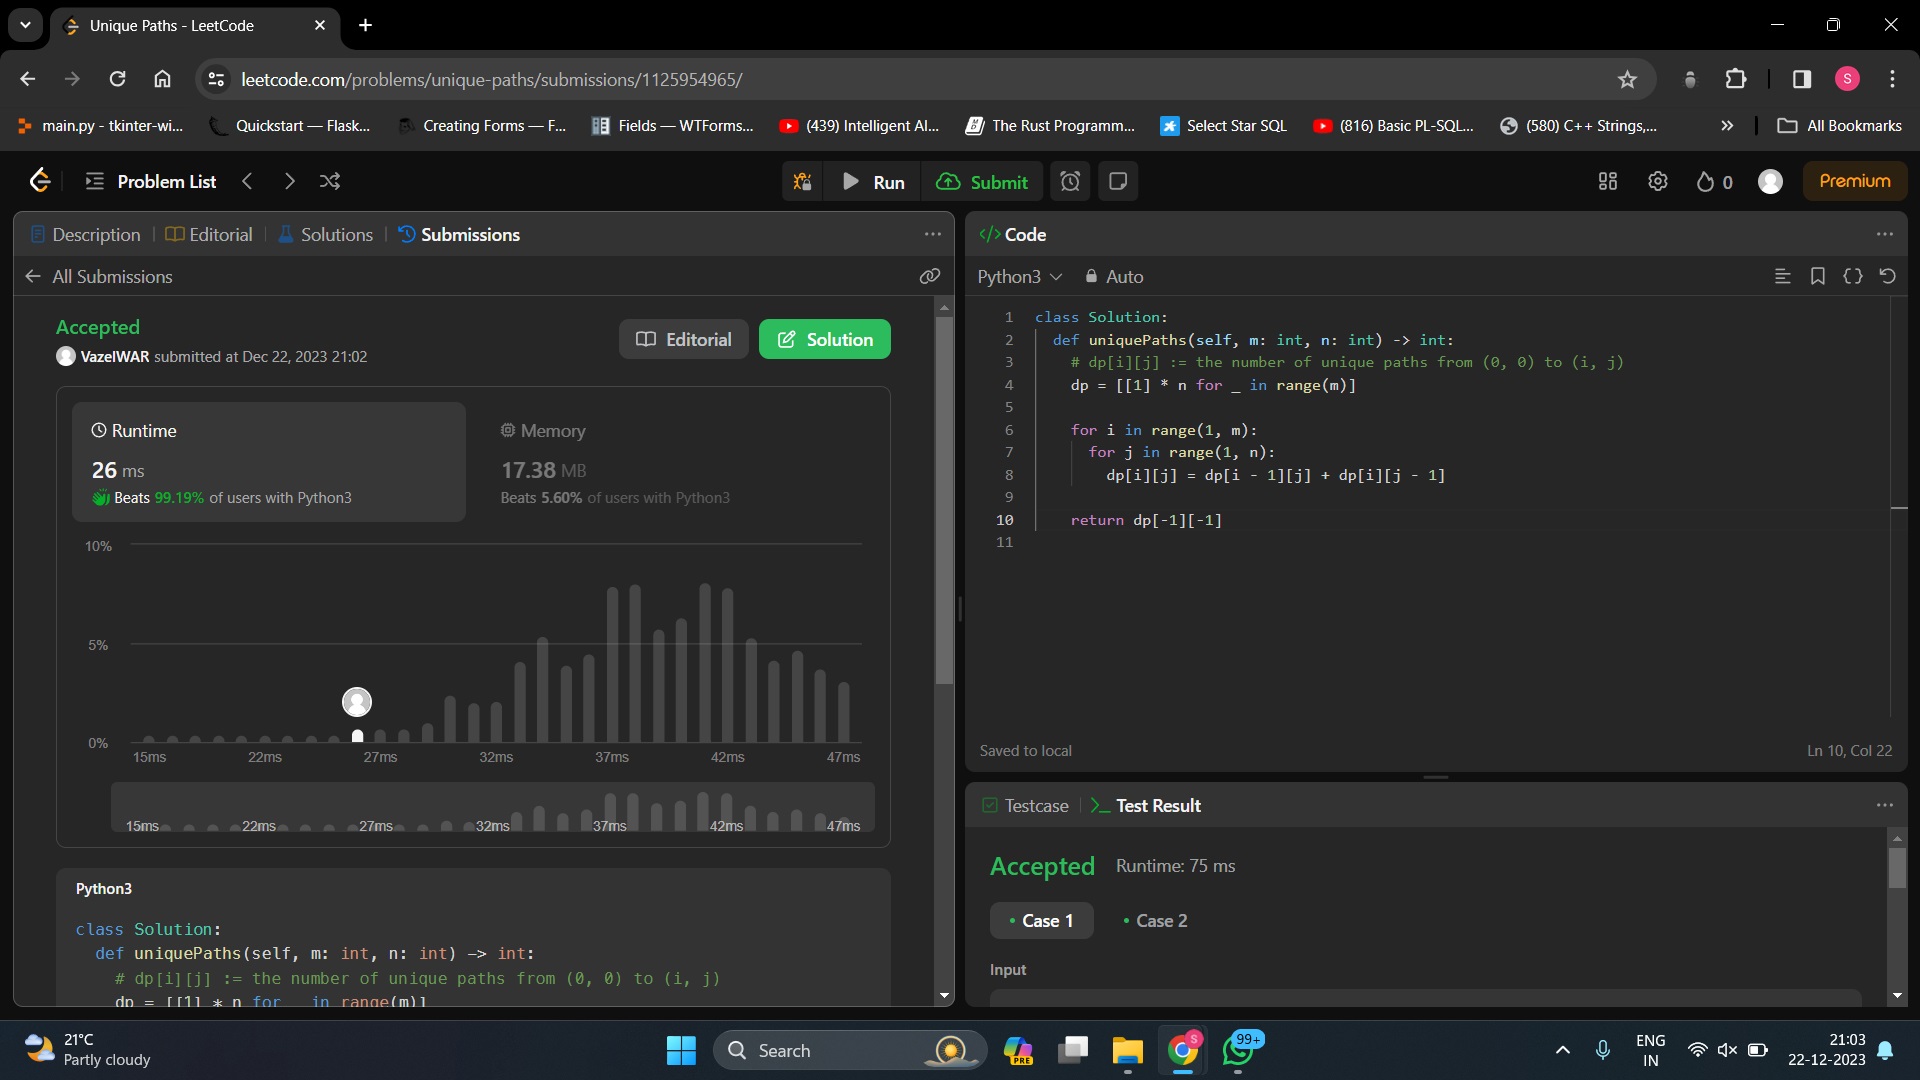 Unique Paths - LeetCode
leetcode.com/problems/unique-paths/submissions/1125954965/
S
main.py - tkinter-wi...
Quickstart — Flask...
Creating Forms — F...
Fields — WTForms...
(439) Intelligent AI...
The Rust Programm...
Select Star SQL
(816) Basic PL-SQL...
(580) C++ Strings,...
»
All Bookmarks
Problem List
Run
Submit
0
Premium
Description
Editorial
Solutions
Submissions
All Submissions
Accepted
VazelWAR submitted at Dec 22, 2023 21:02
Editorial
Solution
Runtime
26 ms
Beats 99.19% of users with Python3
Memory
17.38 MB
Beats 5.60% of users with Python3
10%
5%
0%
15ms 22ms 27ms 32ms 37ms 42ms 47ms
15ms 22ms 27ms 32ms 37ms 42ms 47ms
Python3
class Solution:
def uniquePaths(self, m: int, n: int) -> int:
# dp[i][j] := the number of unique paths from (0, 0) to (i, j)
dp = [[1] * n for _ in range(m)]
</> Code
Python3
Auto
1 class Solution:
2 def uniquePaths(self, m: int, n: int) -> int:
3 # dp[i][j] := the number of unique paths from (0, 0) to (i, j)
4 dp = [[1] * n for _ in range(m)]
5
6 for i in range(1, m):
7 for j in range(1, n):
8 dp[i][j] = dp[i - 1][j] + dp[i][j - 1]
9
10 return dp[-1][-1]
11
Saved to local
Ln 10, Col 22
Testcase
>_ Test Result
Accepted Runtime: 75 ms
• Case 1
• Case 2
Input
21°C
Partly cloudy
Search
PRE
S
99+
ENG
IN
21:03
22-12-2023